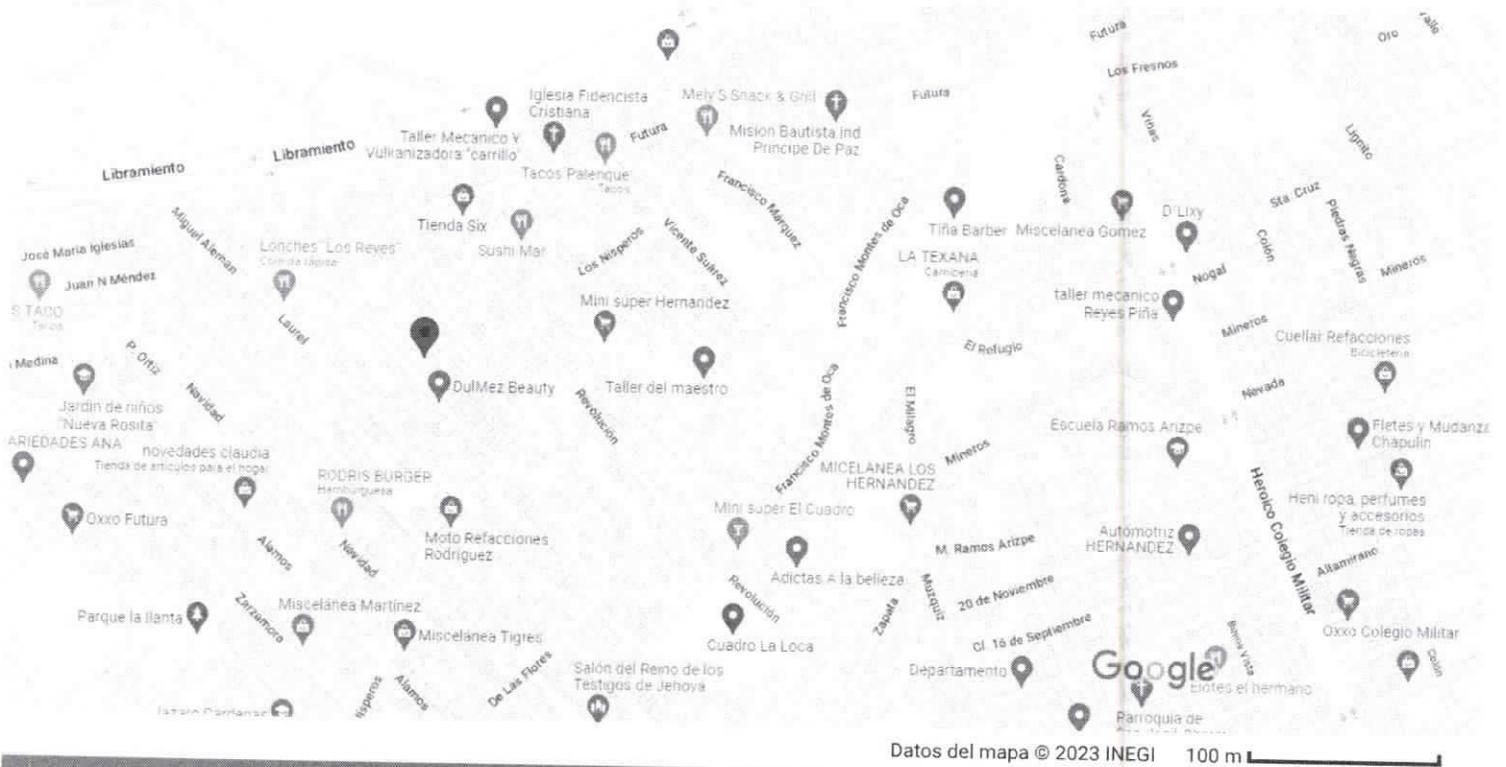 Futura
Oro
Los Fresnos
Iglesia Fidencista
Cristiana
Mely S Snack & Grill
Futura
Taller Mecanico Y
Vulkanizadora "carrillo"
Futura
Mision Bautista Ind
Principe De Paz
Viñas
Lignito
Libramiento
Libramiento
Tacos Palenque
Tacos
Francisco Márquez
Cardona
Sta. Cruz
Piedras Negras
Miguel Aleman
Tienda Six
Sushi Mar
Vicente Suárez
Francisco Montes de Oca
Tiña Barber
Miscelanea Gomez
D´Lixy
José María Iglesias
Lonches "Los Reyes"
Comida rápida
Los Nisperos
LA TEXANA
Carnicería
Colón
Mineros
Juan N Méndez
Nogal
S TACO
Tacos
Mini super Hernandez
taller mecanico
Reyes Piña
Laurel
Mineros
Cuellar Refacciones
Bicicletería
Medina
P. Ortiz
El Refugio
Navidad
DulMez Beauty
Taller del maestro
Nevada
Jardin de niños
"Nueva Rosita"
Revolución
Francisco Montes de Oca
El Milagro
Escuela Ramos Arizpe
Fletes y Mudanza
Chapulin
ARIEDADES ANA
novedades claudia
Tienda de artículos para el hogar
Mineros
MICELANEA LOS
HERNANDEZ
RODRIS BURGER
Hamburguesa
Heroico Colegio Militar
Heni ropa, perfumes
y accesorios
Tienda de ropas
Oxxo Futura
Mini super El Cuadro
Moto Refacciones
Rodriguez
Automotriz
HERNANDEZ
Alamos
Navidad
M. Ramos Arizpe
Altamirano
Adictas A la belleza
Revolución
Muzquiz
20 de Noviembre
Zarzamora
Miscelánea Martínez
Parque la llanta
Miscelánea Tigres
Zapata
Cuadro La Loca
Cl. 16 de Septiembre
Oxxo Colegio Militar
Buena Vista
Colón
De Las Flores
Salón del Reino de los
Testigos de Jehová
Departamento
Google
Elotes el hermano
Alamos
Lazaro Cardenas
Parroquia de
Datos del mapa © 2023 INEGI 100 m